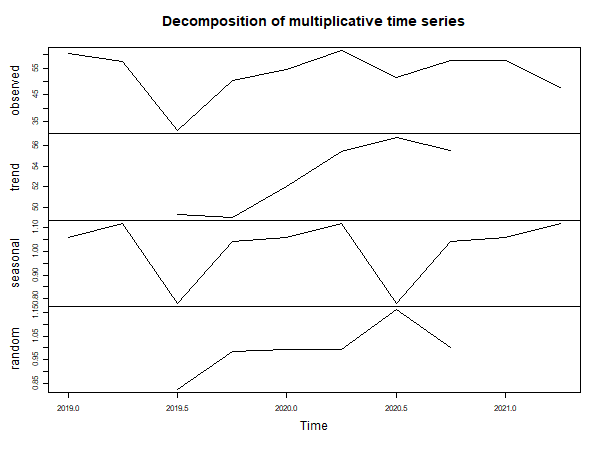 Decomposition of multiplicative time series
observed
35 45 55
trend
50 52 54 56
seasonal
0.80 0.90 1.00 1.10
random
0.85 0.95 1.05 1.15
2019.0 2019.5 2020.0 2020.5 2021.0
Time